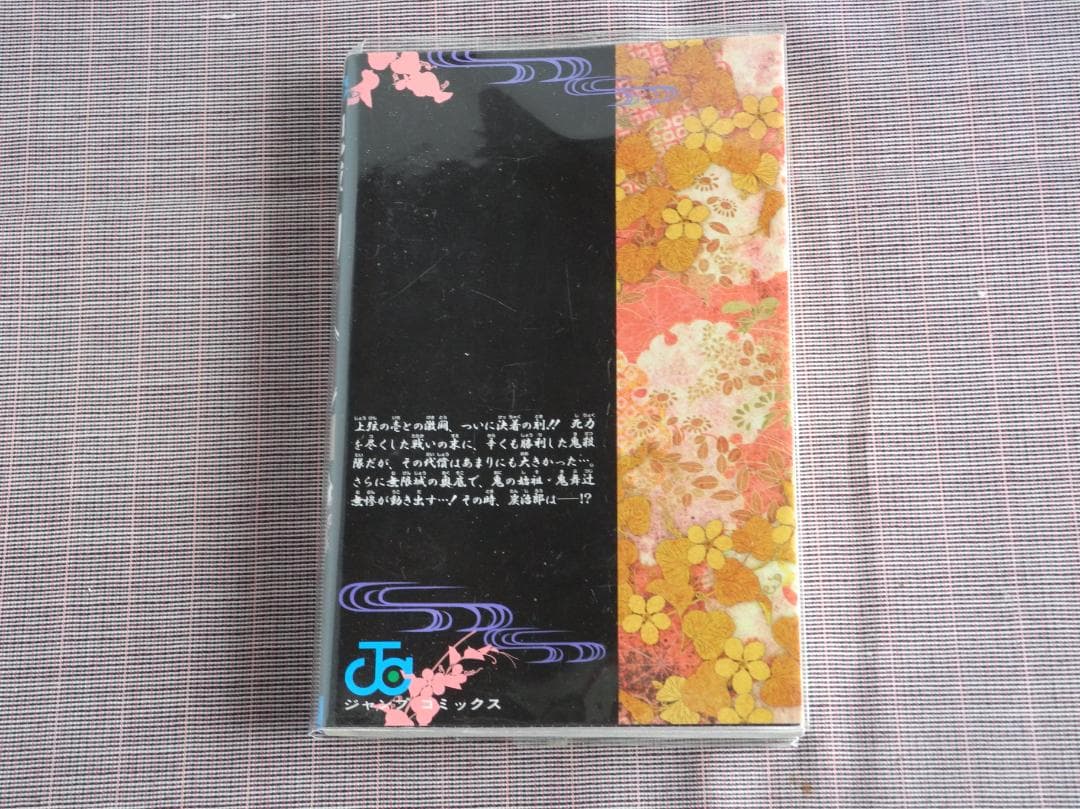 上弦の壱との激闘、ついに決着の刻!! 死力
を尽くした戦いの末に、辛くも勝利した鬼殺
隊だが、その代償はあまりにも大きかった…。
さらに無限城の奥底で、鬼の始祖・鬼舞辻
無惨が動き出す…! その時、炭治郎は──!?
ジャンプ コミックス